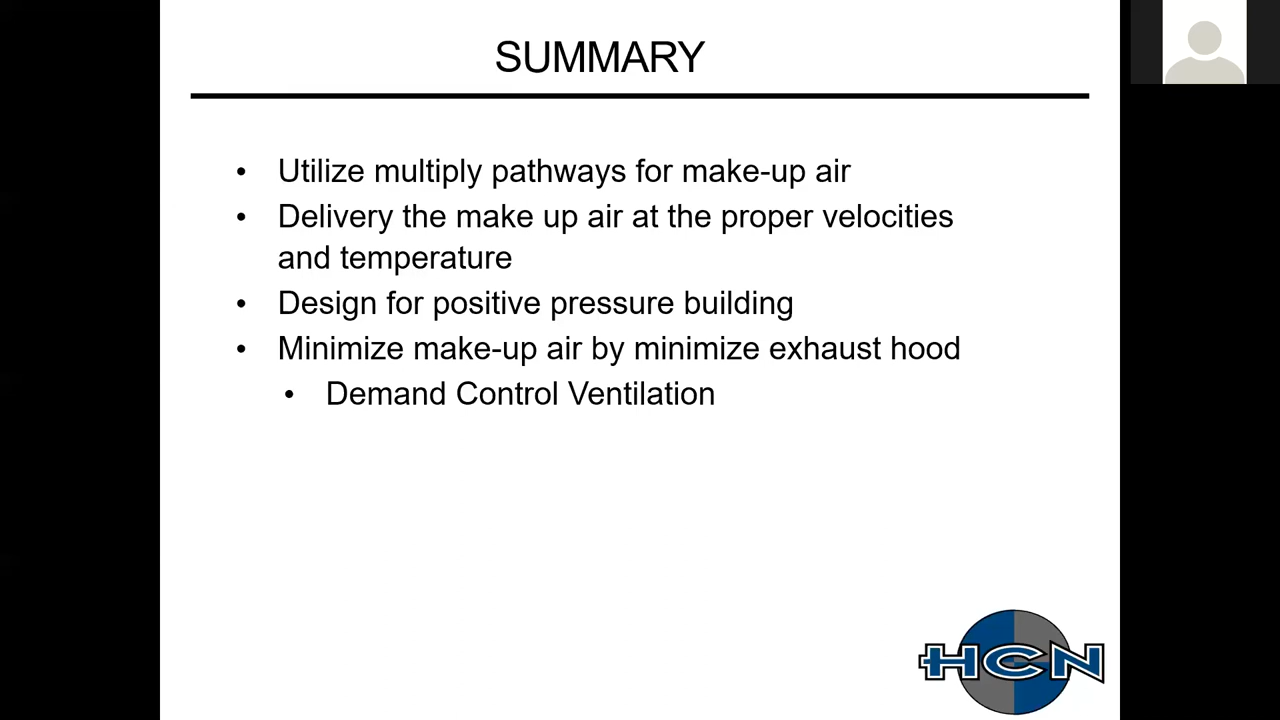 SUMMARY
• Utilize multiply pathways for make-up air
• Delivery the make up air at the proper velocities
and temperature
• Design for positive pressure building
• Minimize make-up air by minimize exhaust hood
• Demand Control Ventilation
HCN